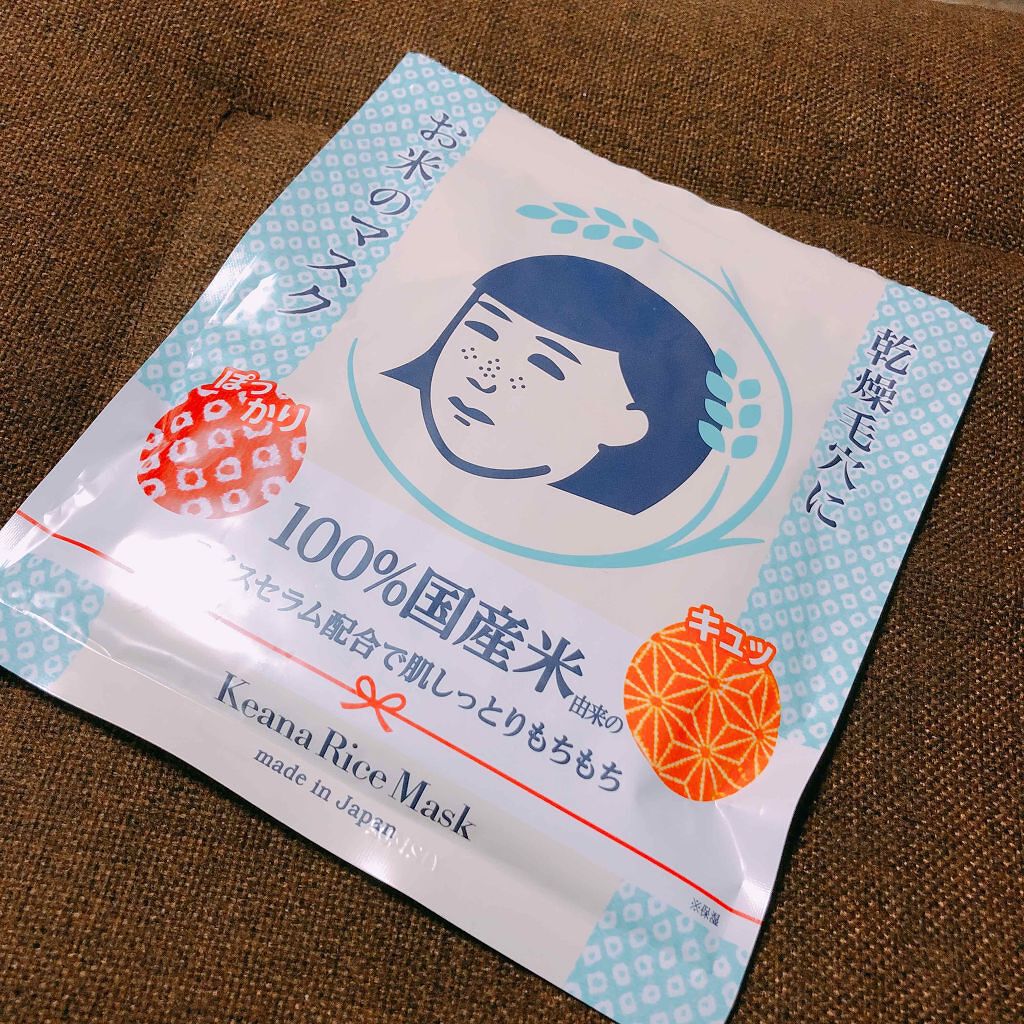 お米のマスク
乾燥毛穴に
ぽっかり
キュッ
100%国産米由来の
スセラム配合で肌しっとりもちもち
Keana Rice Mask
made in Japan
※保湿